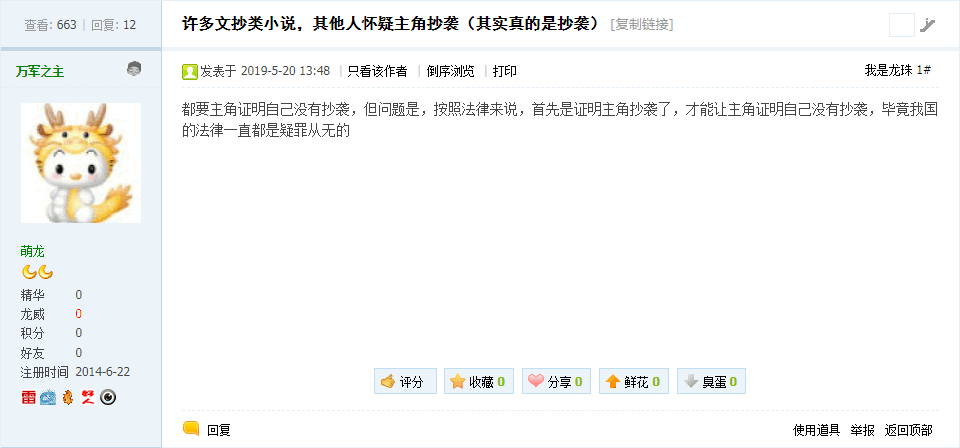 查看: 663 | 回复: 12
许多文抄类小说，其他人怀疑主角抄袭（其实真的是抄袭） [复制链接]
万军之主
发表于 2019-5-20 13:48 | 只看该作者 | 倒序浏览 | 打印
我是龙珠 1#
都要主角证明自己没有抄袭，但问题是，按照法律来说，首先是证明主角抄袭了，才能让主角证明自己没有抄袭，毕竟我国
的法律一直都是疑罪从无的
萌龙
精华 0
龙威 0
积分 0
好友 0
注册时间 2014-6-22
评分 收藏 0 分享 0 鲜花 0 臭蛋 0
回复
使用道具 举报 返回顶部